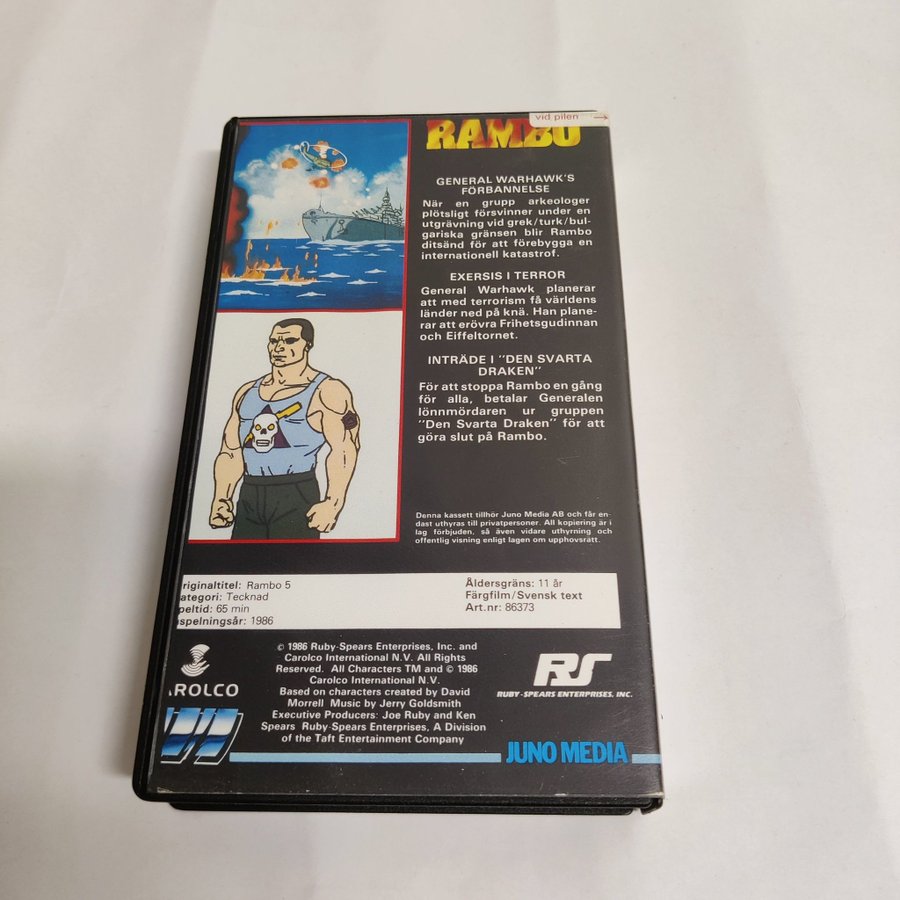 vid pilen →
RAMBO
GENERAL WARHAWK'S
FÖRBANNELSE
När en grupp arkeologer
plötsligt försvinner under en
utgrävning vid grek/turk/bul-
gariska gränsen blir Rambo
ditsänd för att förebygga en
internationell katastrof.
EXERSIS I TERROR
General Warhawk planerar
att med terrorism få världens
länder ned på knä. Han plane-
rar att erövra Frihetsgudinnan
och Eiffeltornet.
INTRÄDE I "DEN SVARTA
DRAKEN"
För att stoppa Rambo en gång
för alla, betalar Generalen
lönnmördaren ur gruppen
"Den Svarta Draken" för att
göra slut på Rambo.
Denna kassett tillhör Juno Media AB och får en-
dast uthyras till privatpersoner. All kopiering är i
lag förbjuden, så även vidare uthyrning och
offentlig visning enligt lagen om upphovsrätt.
riginaltitel: Rambo 5
ategori: Tecknad
peltid: 65 min
nspelningsår: 1986
Åldersgräns: 11 år
Färgfilm/Svensk text
Art.nr: 86373
AROLCO
© 1986 Ruby-Spears Enterprises, Inc. and
Carolco International N.V. All Rights
Reserved. All Characters TM and © 1986
Carolco International N.V.
Based on characters created by David
Morrell Music by Jerry Goldsmith
Executive Producers: Joe Ruby and Ken
Spears Ruby-Spears Enterprises, A Division
of the Taft Entertainment Company
RS
RUBY-SPEARS ENTERPRISES, INC.
JUNO MEDIA